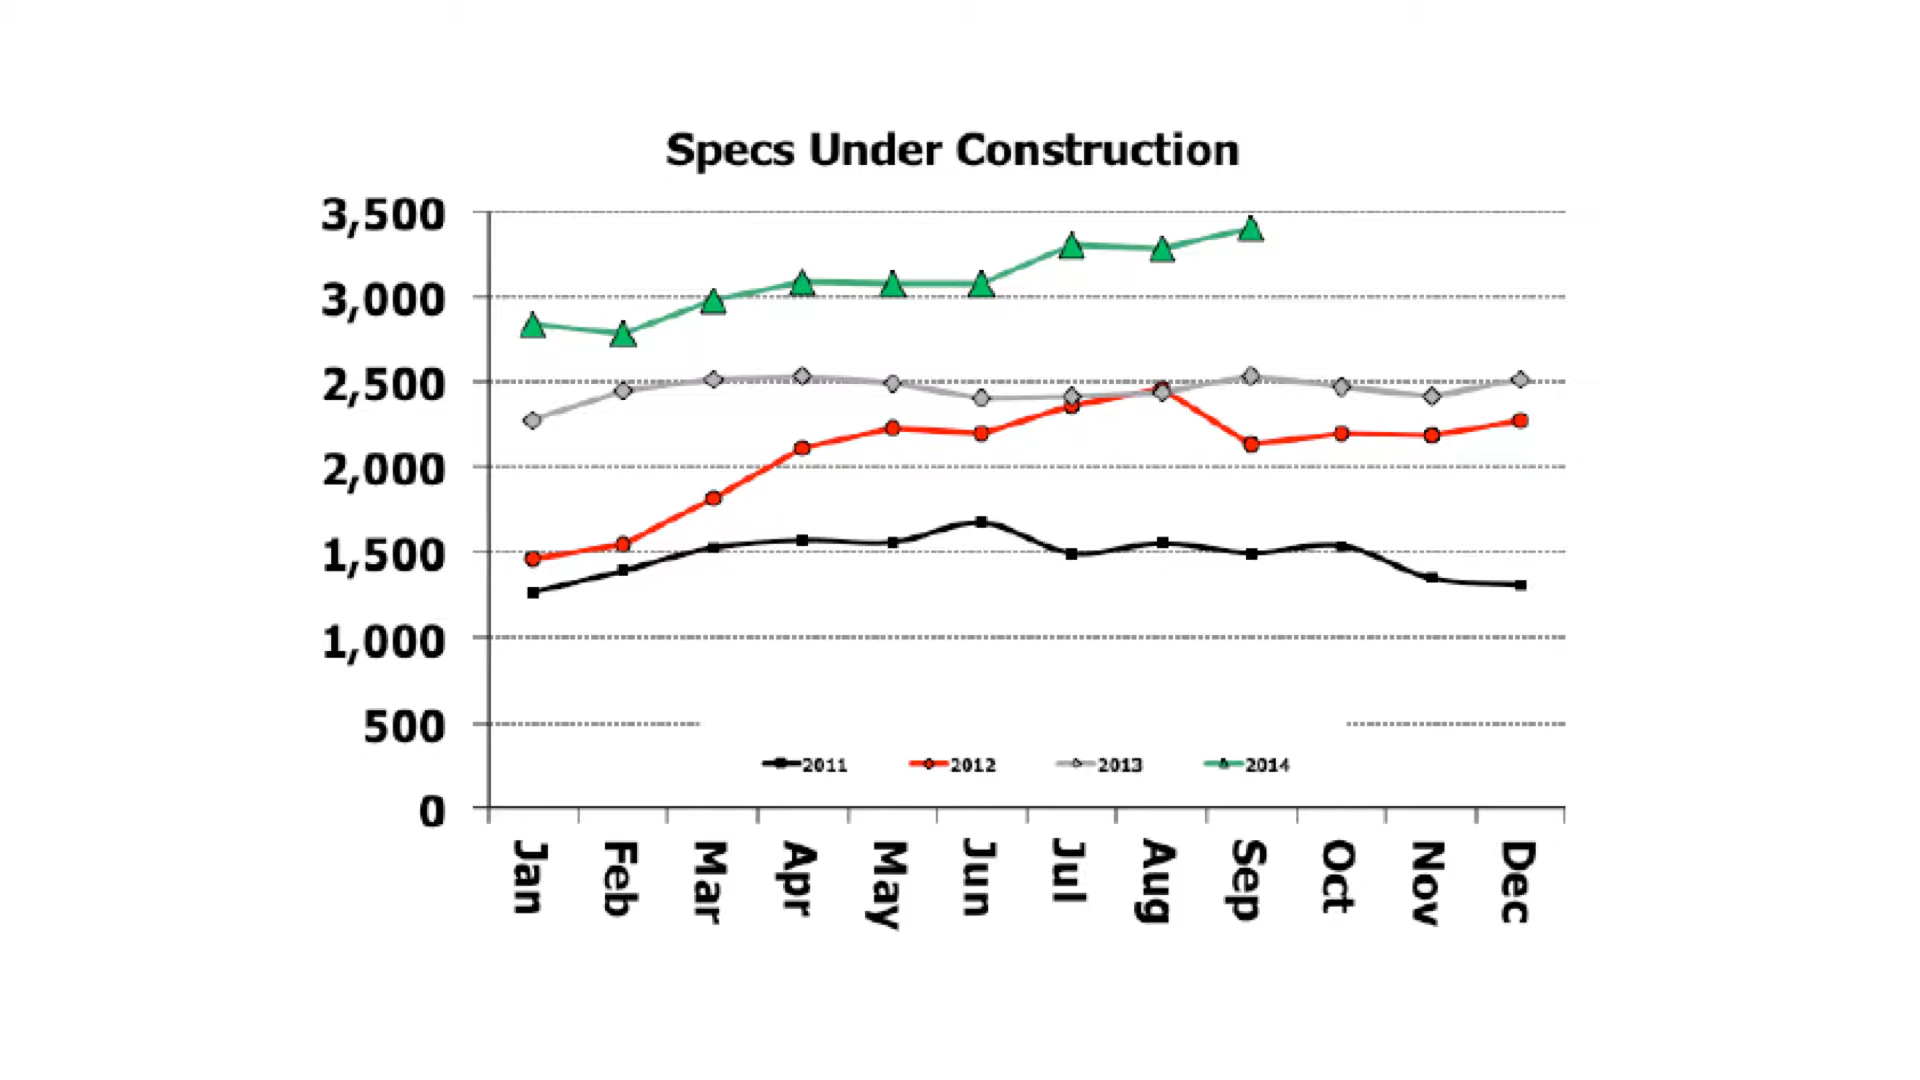 Specs Under Construction
3,500
3,000
2,500
2,000
1,500
1,000
500
0
2011 2012 2013 2014
Jan Feb Mar Apr May Jun Jul Aug Sep Oct Nov Dec